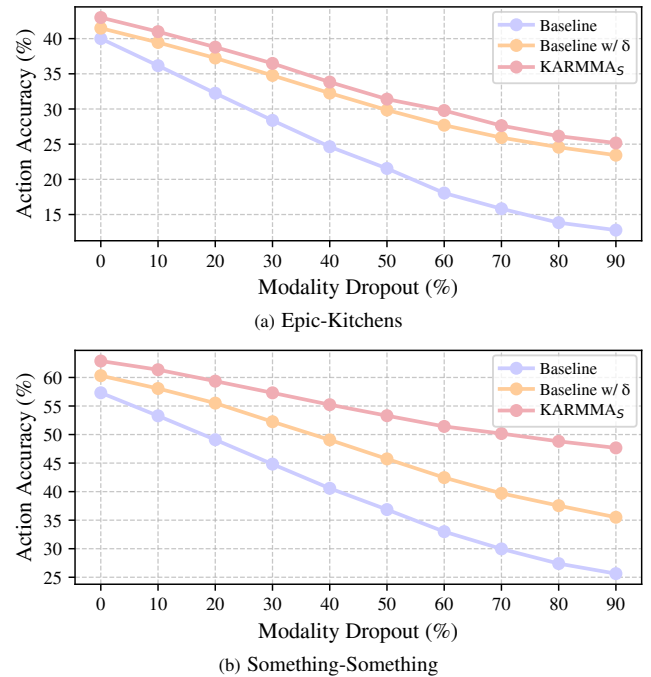 40
35
30
25
20
15
Action Accuracy (%)
Baseline
Baseline w/ δ
KARMMA_S
0 10 20 30 40 50 60 70 80 90
Modality Dropout (%)
(a) Epic-Kitchens
60
55
50
45
40
35
30
25
Action Accuracy (%)
Baseline
Baseline w/ δ
KARMMA_S
0 10 20 30 40 50 60 70 80 90
Modality Dropout (%)
(b) Something-Something